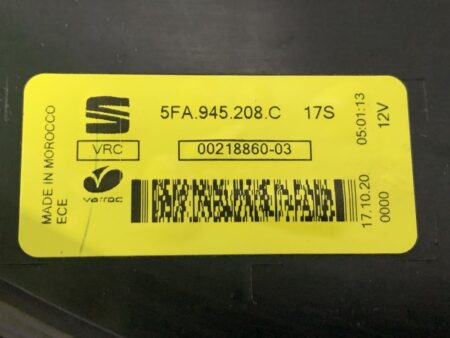 5FA.945.208.C 17S
VRC
00218860-03
varroc
MADE IN MOROCCO
ECE
05:01:13
12V
17.10.20
0000